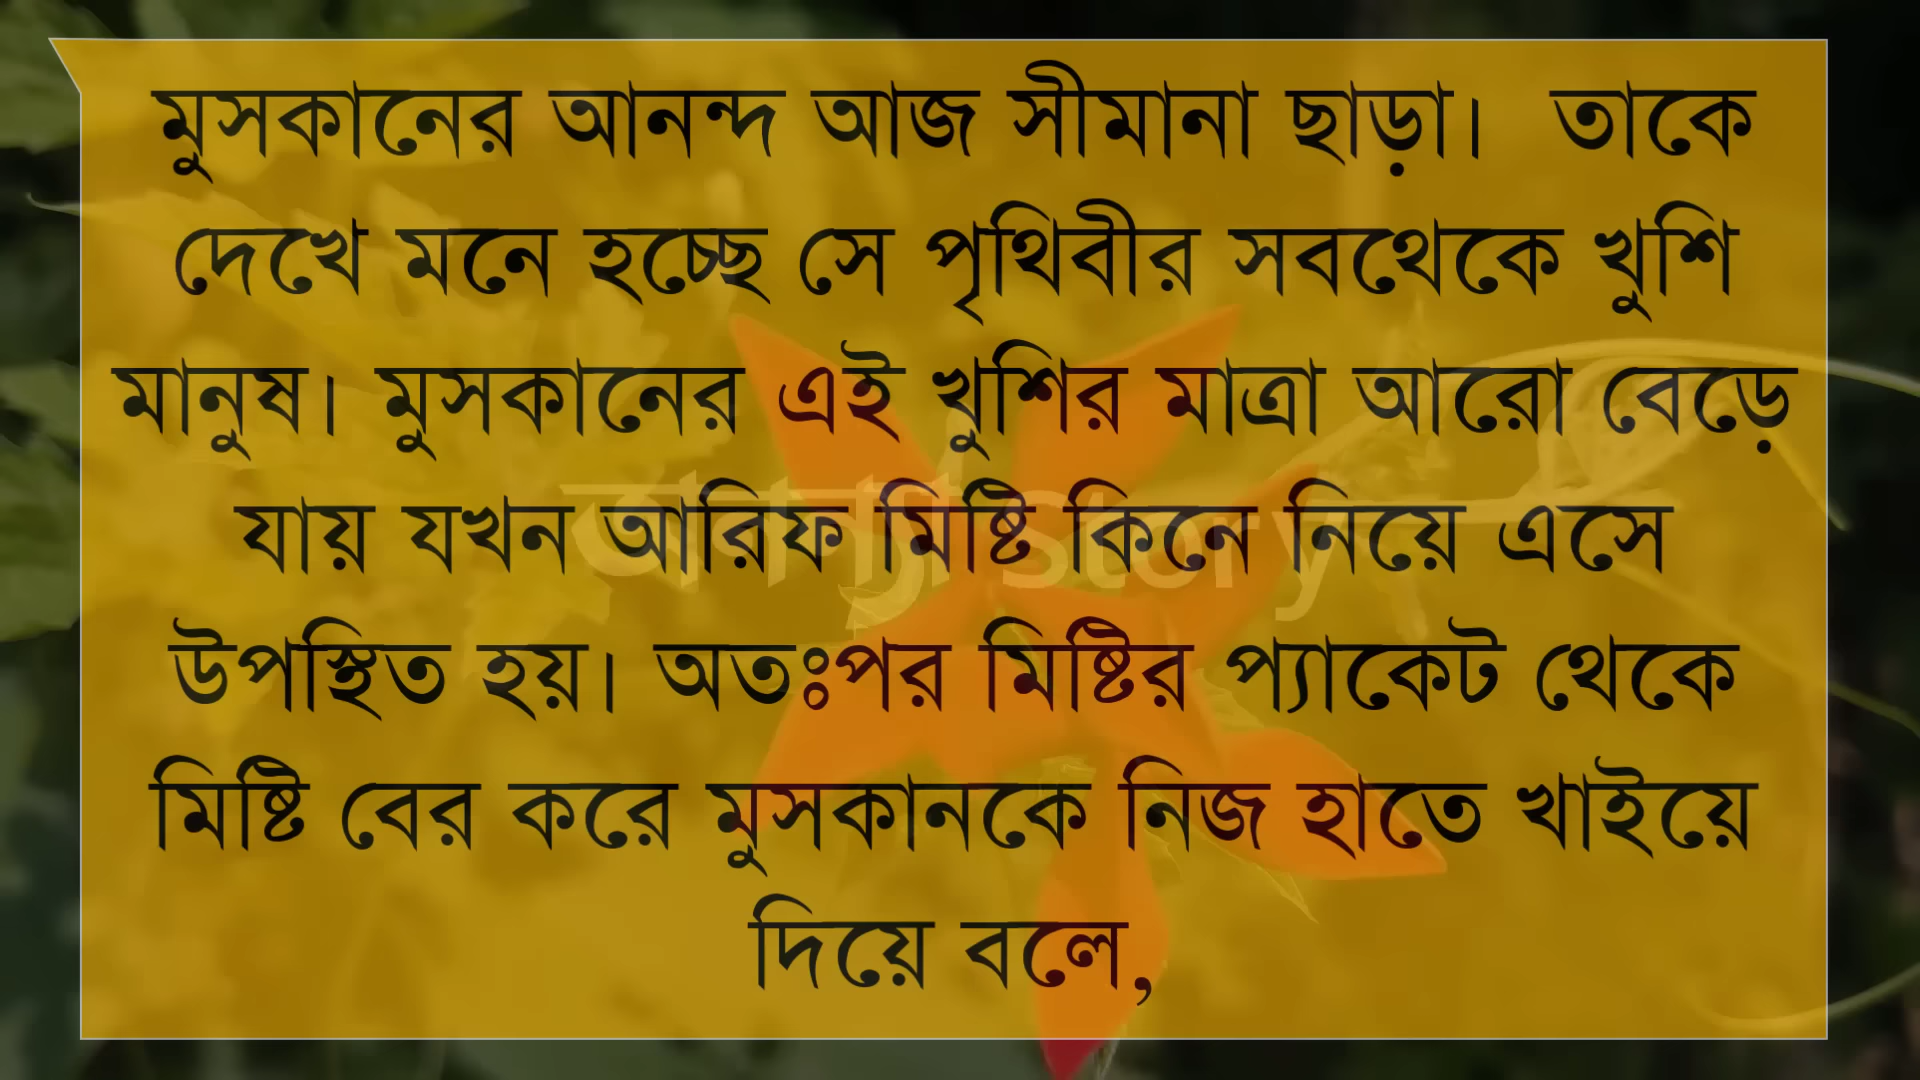 মুসকানের আনন্দ আজ সীমানা ছাড়া। তাকে
দেখে মনে হচ্ছে সে পৃথিবীর সবথেকে খুশি
মানুষ। মুসকানের এই খুশির মাত্রা আরো বেড়ে
যায় যখন আরিফ মিষ্টি কিনে নিয়ে এসে
উপস্থিত হয়। অতঃপর মিষ্টির প্যাকেট থেকে
মিষ্টি বের করে মুসকানকে নিজ হাতে খাইয়ে
দিয়ে বলে,
Story